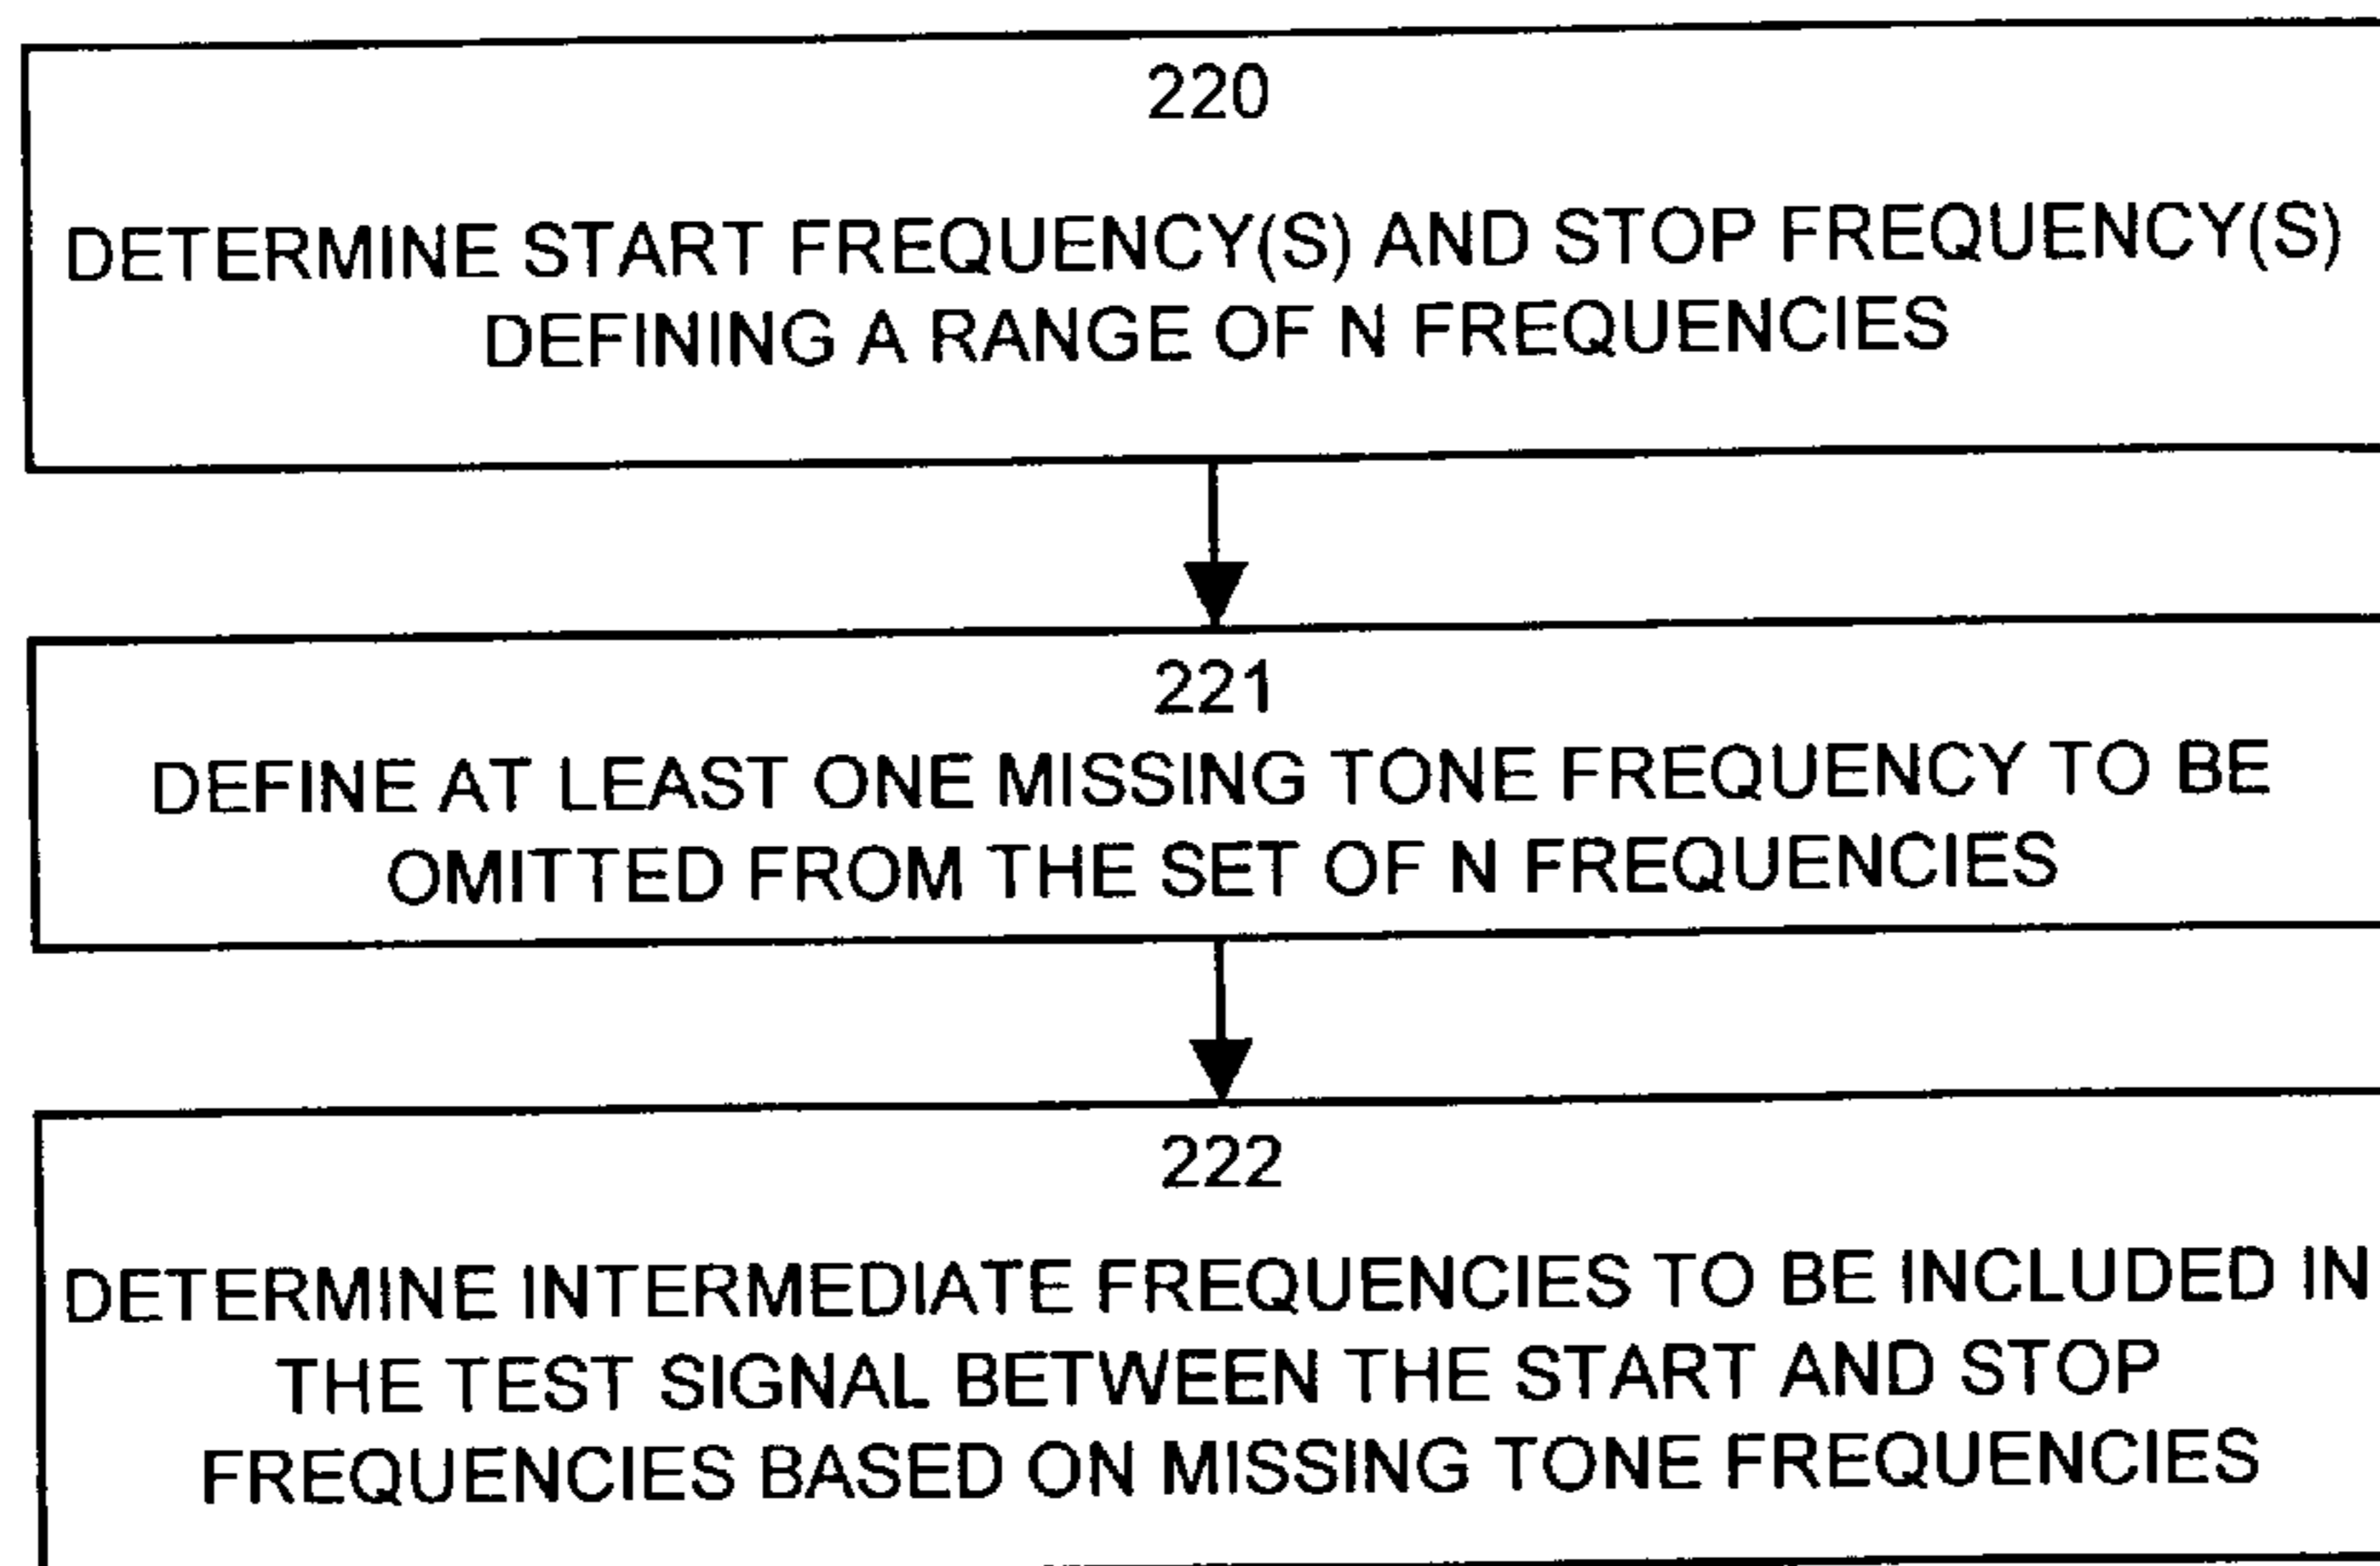 220
DETERMINE START FREQUENCY(S) AND STOP FREQUENCY(S)
DEFINING A RANGE OF N FREQUENCIES
221
DEFINE AT LEAST ONE MISSING TONE FREQUENCY TO BE
OMITTED FROM THE SET OF N FREQUENCIES
222
DETERMINE INTERMEDIATE FREQUENCIES TO BE INCLUDED IN
THE TEST SIGNAL BETWEEN THE START AND STOP
FREQUENCIES BASED ON MISSING TONE FREQUENCIES